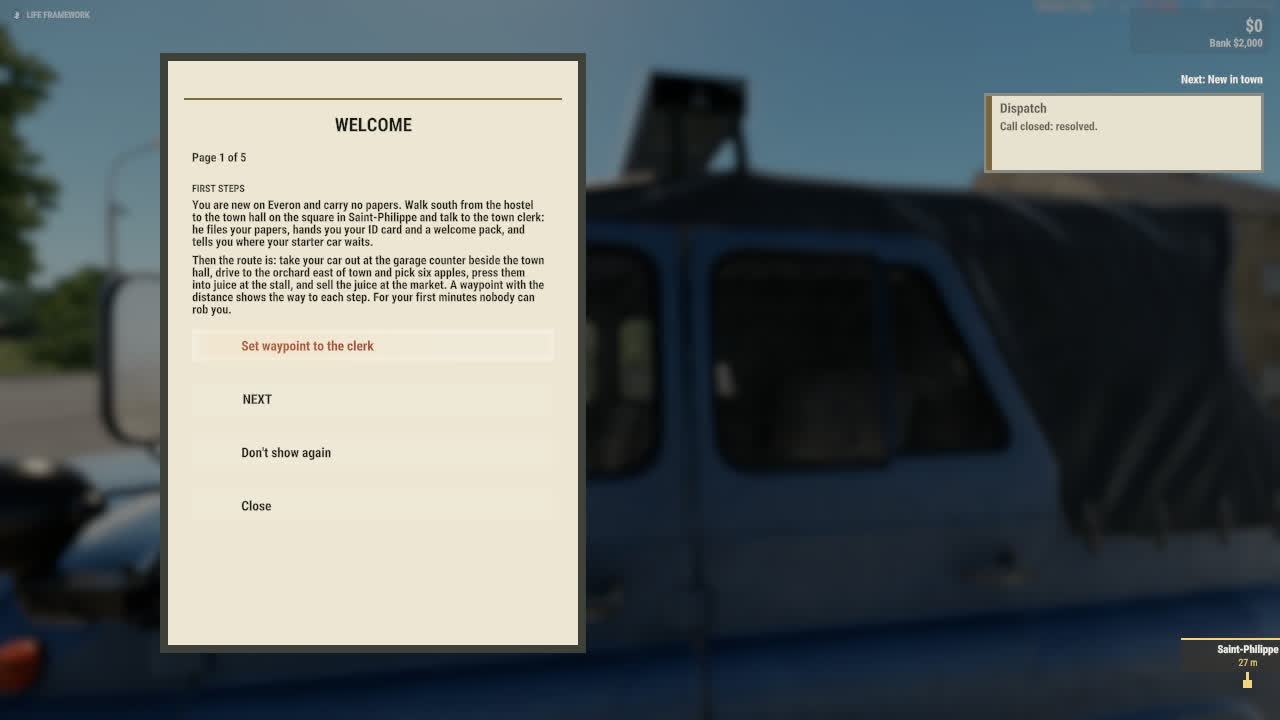 LIFE FRAMEWORK
$0
Bank $2,000
Next: New in town
Dispatch
Call closed: resolved.
WELCOME
Page 1 of 5
FIRST STEPS
You are new on Everon and carry no papers. Walk south from the hostel
to the town hall on the square in Saint-Philippe and talk to the town clerk:
he files your papers, hands you your ID card and a welcome pack, and
tells you where your starter car waits.
Then the route is: take your car out at the garage counter beside the town
hall, drive to the orchard east of town and pick six apples, press them
into juice at the stall, and sell the juice at the market. A waypoint with the
distance shows the way to each step. For your first minutes nobody can
rob you.
Set waypoint to the clerk
NEXT
Don't show again
Close
Saint-Philippe
27 m